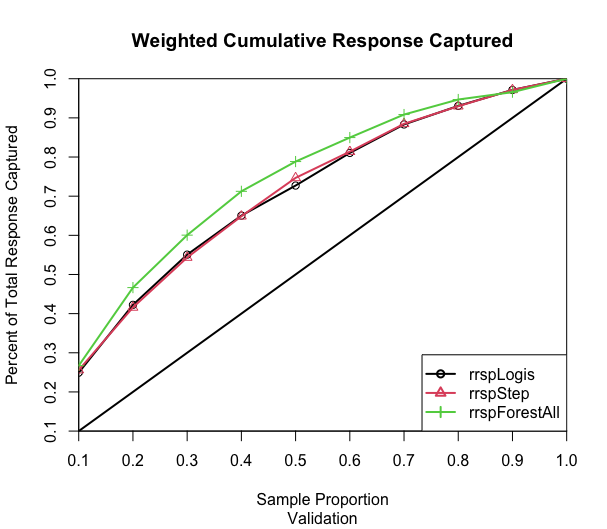 Weighted Cumulative Response Captured
Percent of Total Response Captured
1.0
0.9
0.8
0.7
0.6
0.5
0.4
0.3
0.2
0.1
rrspLogis
rrspStep
rrspForestAll
0.1 0.2 0.3 0.4 0.5 0.6 0.7 0.8 0.9 1.0
Sample Proportion
Validation